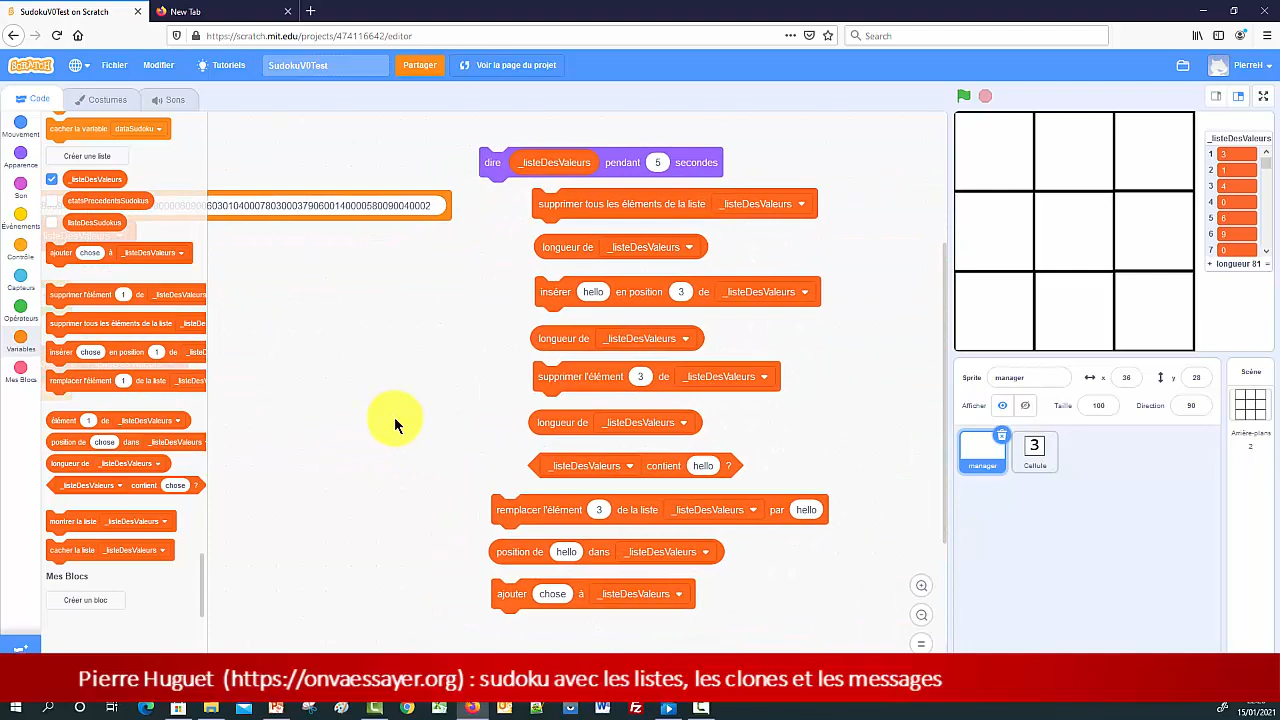 SudokuV0Test on Scratch
New Tab
https://scratch.mit.edu/projects/474116642/editor
Search
SCRATCH
Fichier
Modifier
Tutoriels
SudokuV0Test
Partager
Voir la page du projet
PierreH
Code
Costumes
Sons
Mouvement
Apparence
Son
Événements
Contrôle
Capteurs
Opérateurs
Variables
Mes Blocs
cacher la variable dataSudoku
Créer une liste
_listeDesValeurs
etatsPrecedentsSudokus
listeDesSudokus
ajouter chose à _listeDesValeurs
supprimer l'élément 1 de _listeDesValeurs
supprimer tous les éléments de la liste _listeDe
insérer chose en position 1 de _listeD
remplacer l'élément 1 de la liste _listeDesV
élément 1 de _listeDesValeurs
position de chose dans _listeDesValeurs
longueur de _listeDesValeurs
_listeDesValeurs contient chose ?
montrer la liste _listeDesValeurs
cacher la liste _listeDesValeurs
Mes Blocs
Créer un bloc
dire _listeDesValeurs pendant 5 secondes
supprimer tous les éléments de la liste _listeDesValeurs
longueur de _listeDesValeurs
insérer hello en position 3 de _listeDesValeurs
longueur de _listeDesValeurs
supprimer l'élément 3 de _listeDesValeurs
longueur de _listeDesValeurs
_listeDesValeurs contient hello ?
remplacer l'élément 3 de la liste _listeDesValeurs par hello
position de hello dans _listeDesValeurs
ajouter chose à _listeDesValeurs
_listeDesValeurs
1 3
2 1
3 4
4 0
5 6
6 9
7 0
+ longueur 81 =
Sprite manager x 36 y 28
Afficher Taille 100 Direction 90
manager
3
Cellule
Scène
Arrière-plans
2
Pierre Huguet (https://onvaessayer.org) : sudoku avec les listes, les clones et les messages
15/01/2021